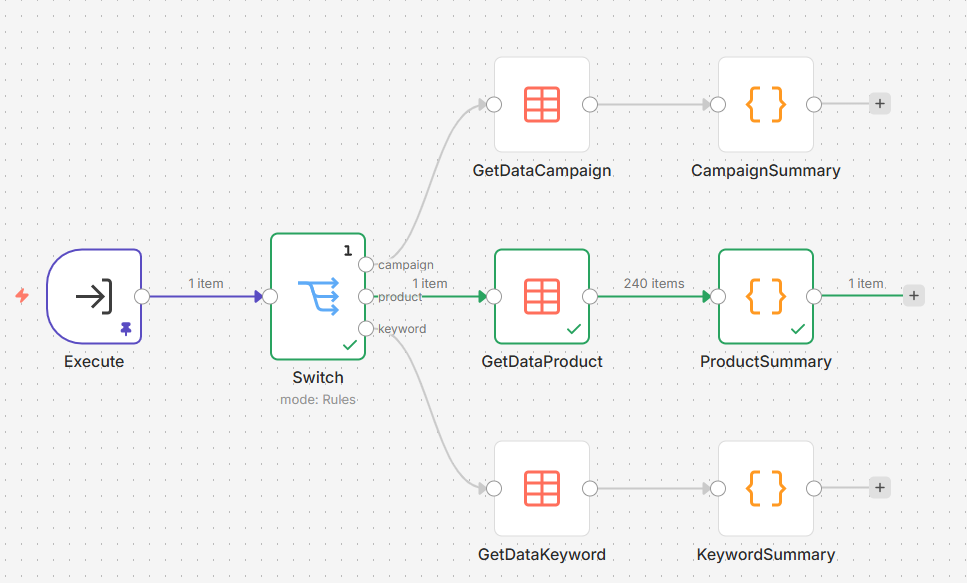 GetDataCampaign
CampaignSummary
1
campaign
1 item
1 item
product
240 items
1 item
keyword
Execute
Switch
mode: Rules
GetDataProduct
ProductSummary
GetDataKeyword
KeywordSummary